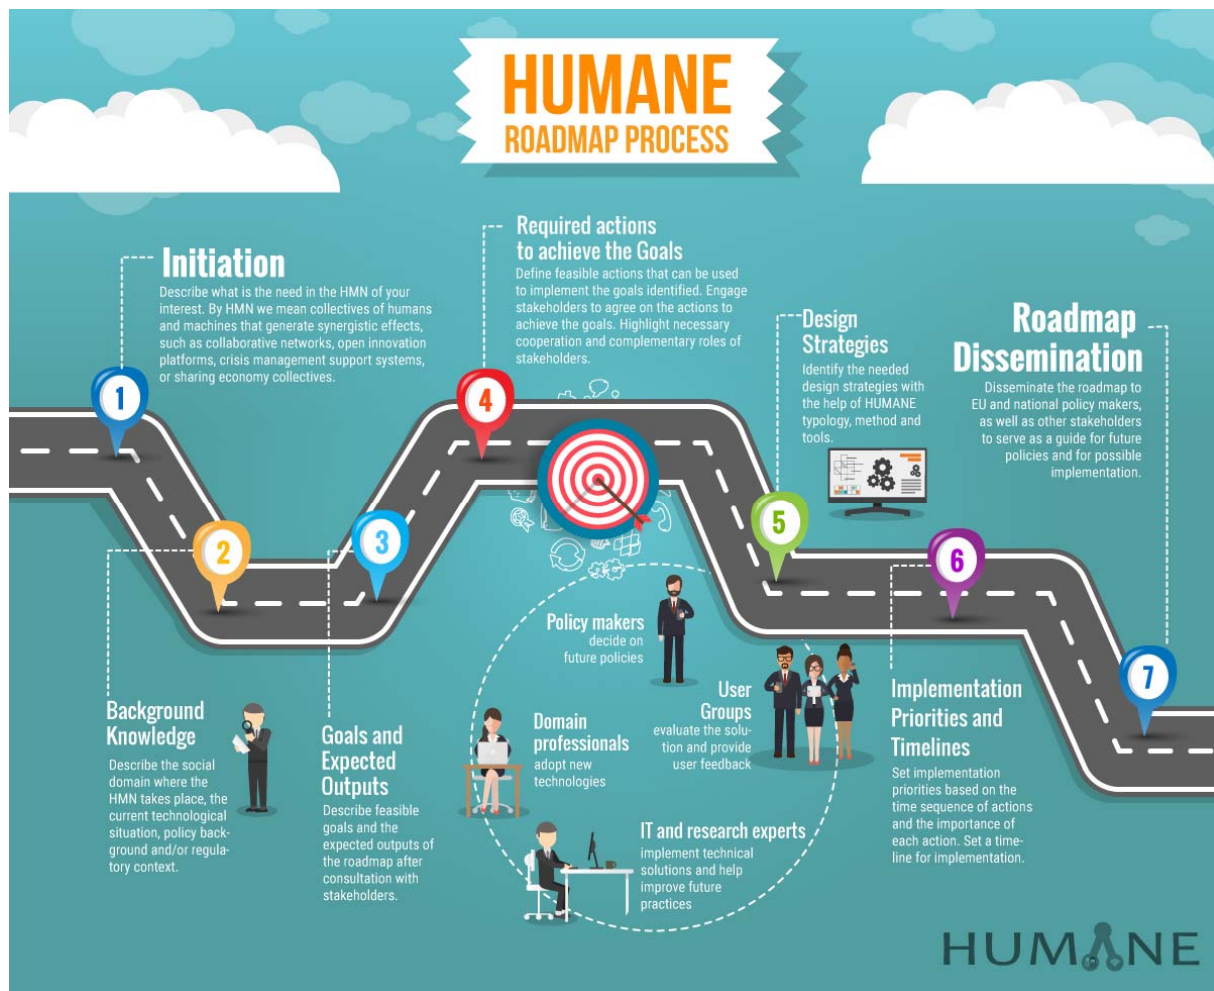 HUMANE
ROADMAP PROCESS
1
Initiation
Describe what is the need in the HMN of your
interest. By HMN we mean collectives of humans
and machines that generate synergistic effects,
such as collaborative networks, open innovation
platforms, crisis management support systems,
or sharing economy collectives.
2
Background
Knowledge
Describe the social
domain where the
HMN takes place, the
current technological
situation, policy back-
ground and/or regula-
tory context.
3
Goals and
Expected
Outputs
Describe feasible
goals and the
expected outputs of
the roadmap after
consultation with
stakeholders.
4
Required actions
to achieve the Goals
Define feasible actions that can be used
to implement the goals identified. Engage
stakeholders to agree on the actions to
achieve the goals. Highlight necessary
cooperation and complementary roles of
stakeholders.
Policy makers
decide on
future policies
User
Groups
evaluate the solu-
tion and provide
user feedback
Domain
professionals
adopt new
technologies
IT and research experts
implement technical
solutions and help
improve future
practices
5
Design
Strategies
Identify the needed
design strategies with
the help of HUMANE
typology, method and
tools.
6
Implementation
Priorities and
Timelines
Set implementation
priorities based on the
time sequence of actions
and the importance of
each action. Set a time-
line for implementation.
7
Roadmap
Dissemination
Disseminate the roadmap to
EU and national policy makers,
as well as other stakeholders
to serve as a guide for future
policies and for possible
implementation.
HUMANE